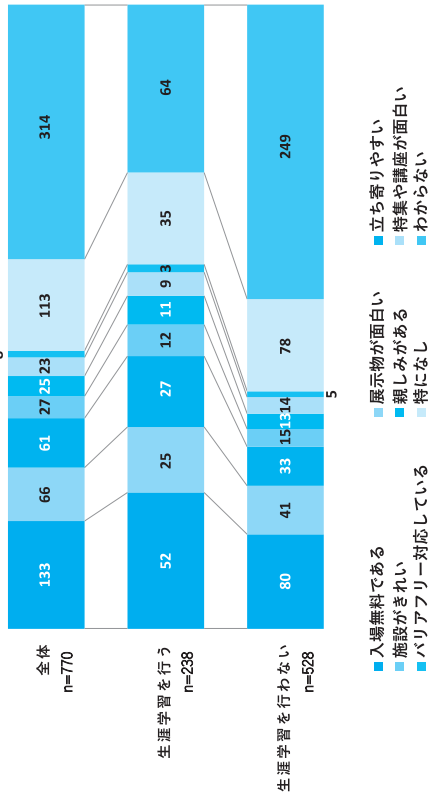 全体
n=770
133 66 61 27 25 23 113 314
生涯学習を行う
n=238
52 25 27 12 11 9 3 35 64
生涯学習を行わない
n=528
80 41 33 15 13 14 5 78 249
入場無料である 展示物が面白い 立ち寄りやすい
施設がきれい 親しみがある 特集や講座が面白い
バリアフリー対応している 特になし わからない